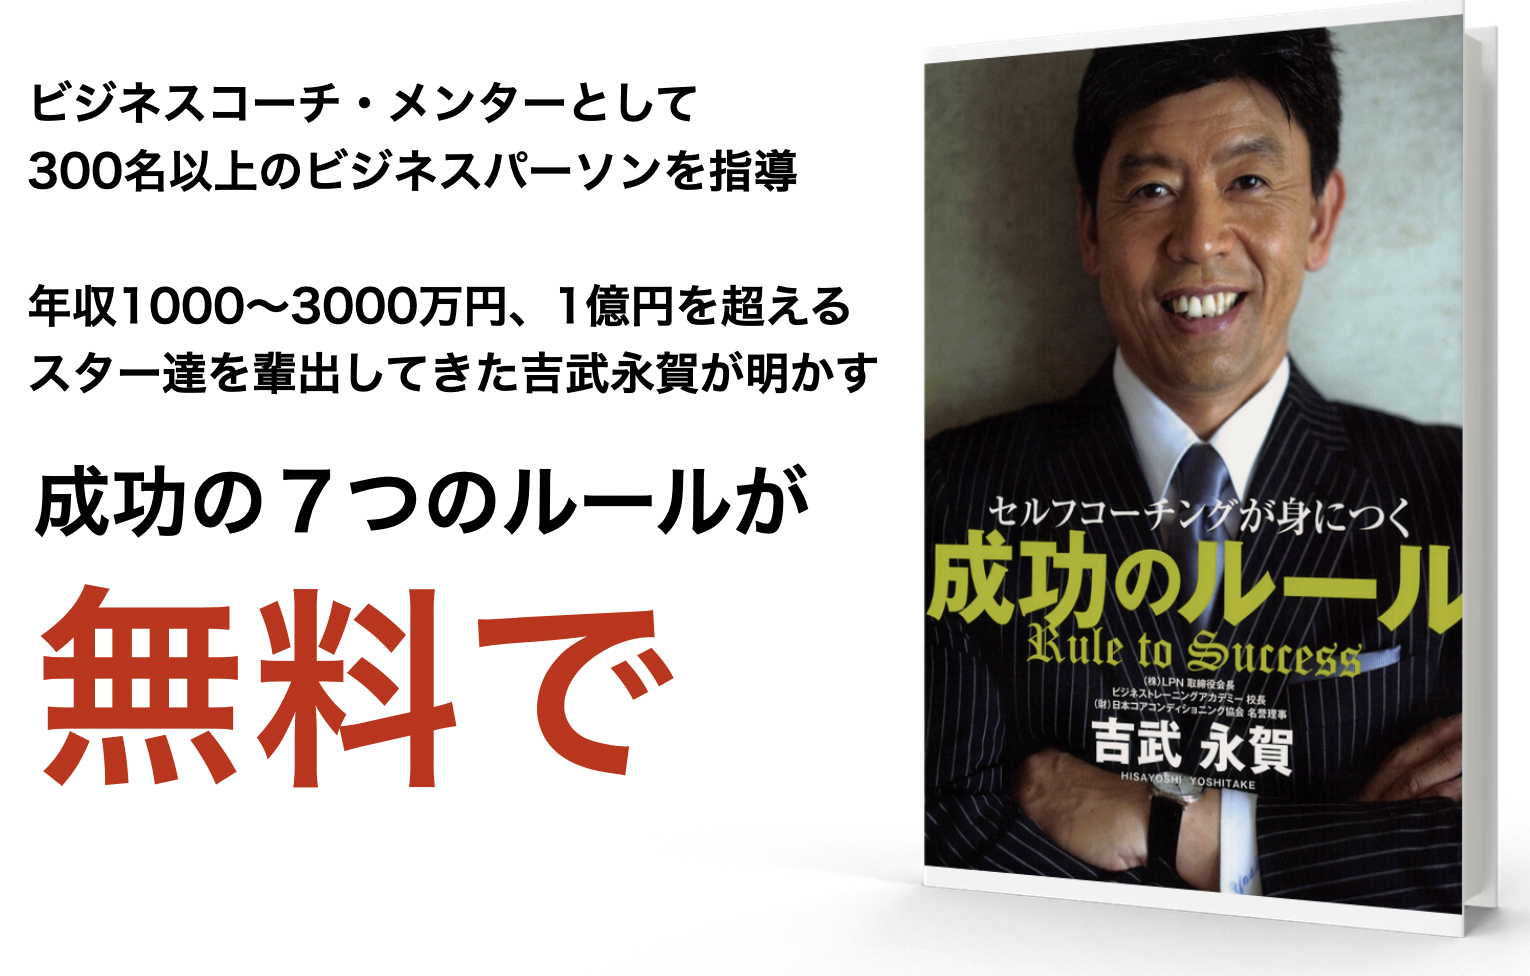 ビジネスコーチ・メンターとして
300名以上のビジネスパーソンを指導
年収1000〜3000万円、1億円を超える
スター達を輩出してきた吉武永賀が明かす
成功の７つのルールが
無料で
セルフコーチングが身につく
成功のルール
Rule to Success
(株)LPN 取締役会長
ビジネストレーニングアカデミー 校長
(財)日本コアコンディショニング協会 名誉理事
吉武 永賀
HISAYOSHI YOSHITAKE